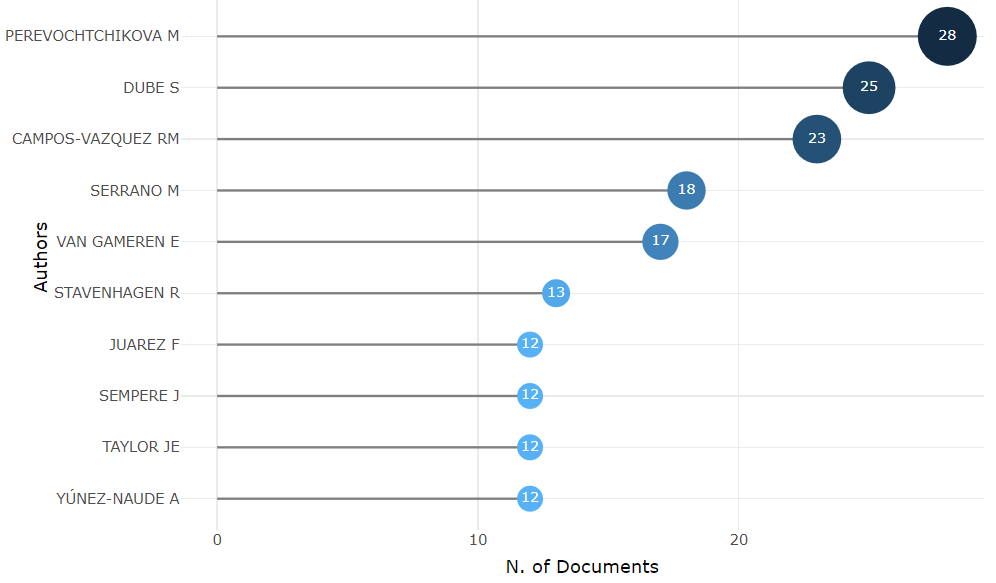 PEREVOCHTCHIKOVA M 28
DUBE S 25
CAMPOS-VAZQUEZ RM 23
SERRANO M 18
VAN GAMEREN E 17
STAVENHAGEN R 13
JUAREZ F 12
SEMPERE J 12
TAYLOR JE 12
YÚNEZ-NAUDE A 12
Authors
0 10 20
N. of Documents